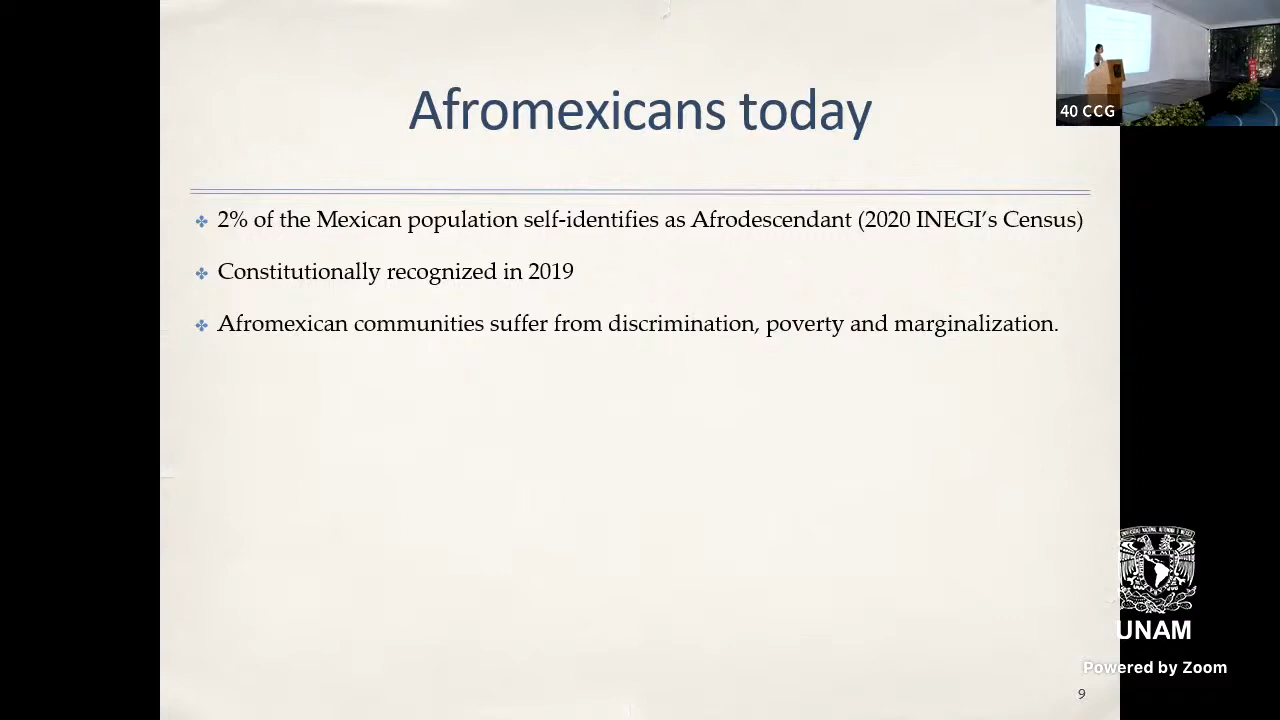 Afromexicans today
40 CCG
2% of the Mexican population self-identifies as Afrodescendant (2020 INEGI’s Census)
Constitutionally recognized in 2019
Afromexican communities suffer from discrimination, poverty and marginalization.
UNAM
Powered by Zoom
9